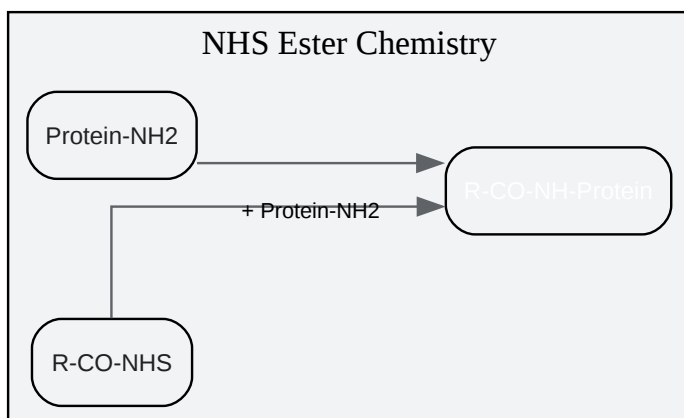 NHS Ester Chemistry
Protein-NH2
R-CO-NH-Protein
+ Protein-NH2
R-CO-NHS